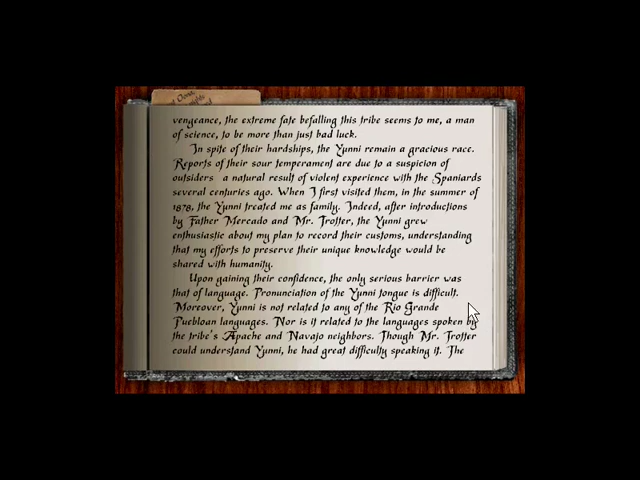 vengeance, the extreme fate befalling this tribe seems to me, a man
of science, to be more than just bad luck.
In spite of their hardships, the Yunni remain a gracious race.
Reports of their sour temperament are due to a suspicion of
outsiders a natural result of violent experience with the Spaniards
several centuries ago. When I first visited them, in the summer of
1878, the Yunni treated me as family. Indeed, after introductions
by Father Mercado and Mr. Trotter, the Yunni grew
enthusiastic about my plan to record their customs, understanding
that my efforts to preserve their unique knowledge would be
shared with humanity.
Upon gaining their confidence, the only serious barrier was
that of language. Pronunciation of the Yunni tongue is difficult.
Moreover, Yunni is not related to any of the Rio Grande
Puebloan languages. Nor is it related to the languages spoken by
the tribe's Apache and Navajo neighbors. Though Mr. Trotter
could understand Yunni, he had great difficulty speaking it. The